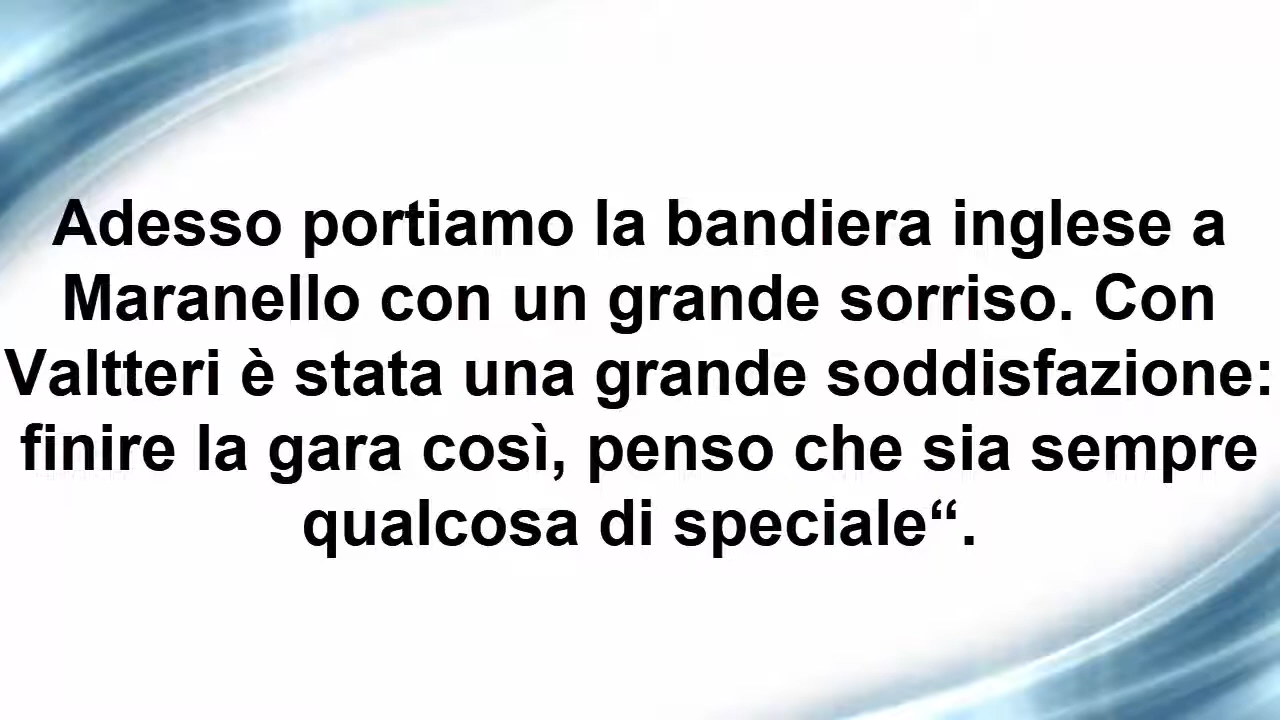 Adesso portiamo la bandiera inglese a
Maranello con un grande sorriso. Con
Valtteri è stata una grande soddisfazione:
finire la gara così, penso che sia sempre
qualcosa di speciale“.